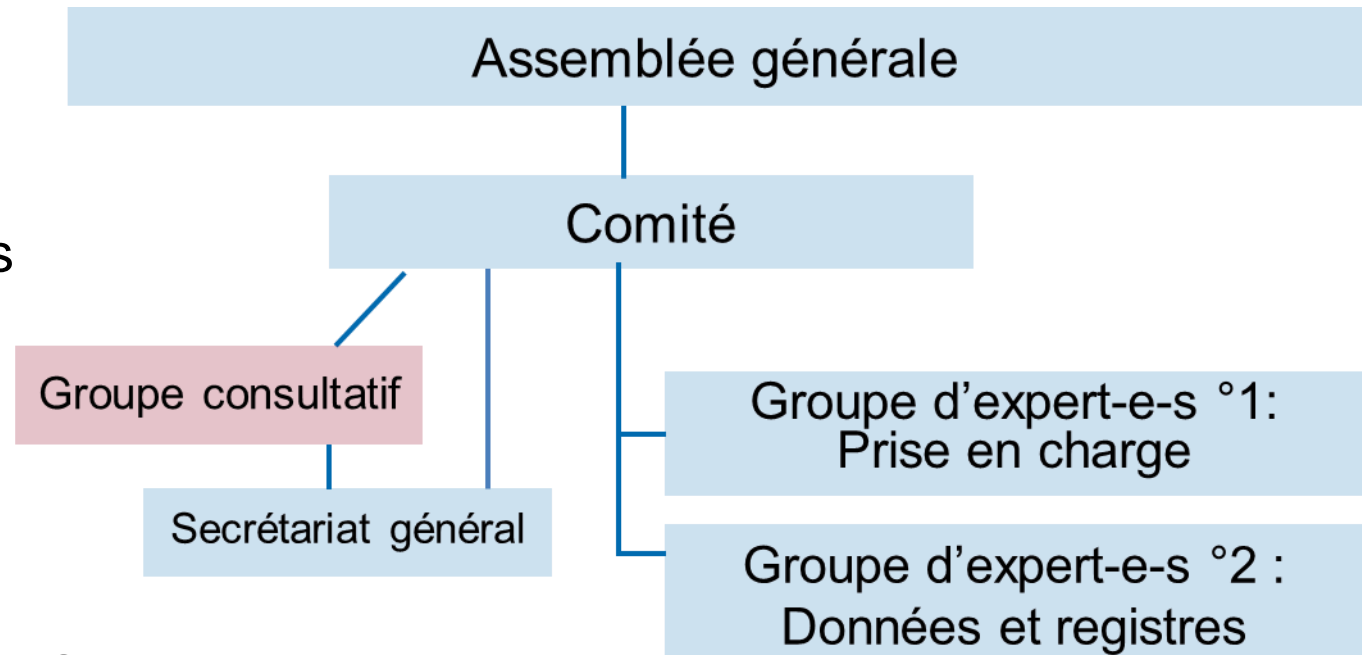 Assemblée générale
Comité
s
Groupe consultatif
Secrétariat général
Groupe d’expert-e-s °1:
Prise en charge
Groupe d’expert-e-s °2 :
Données et registres